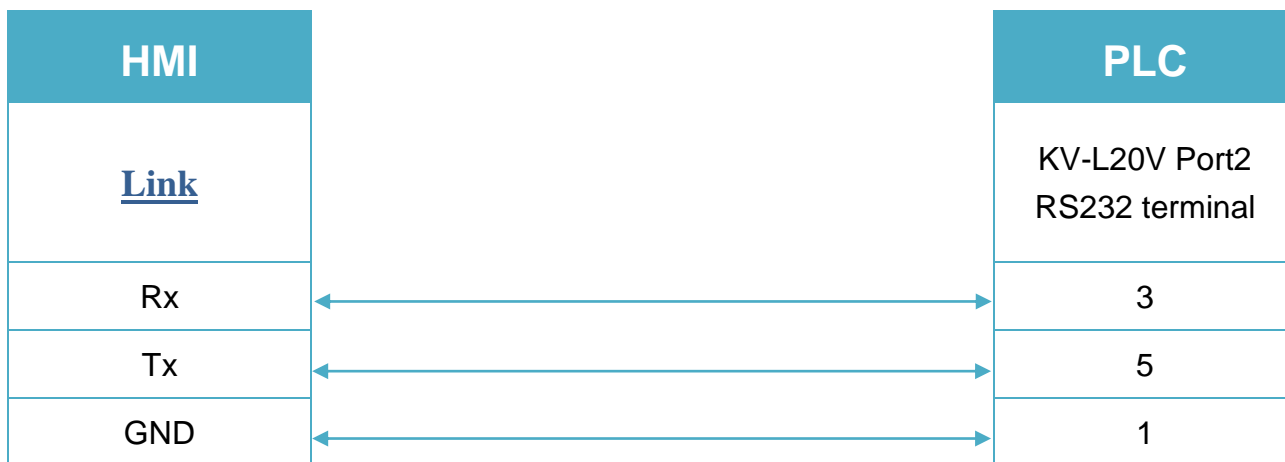 HMI PLC
Link KV-L20V Port2
RS232 terminal
Rx 3
Tx 5
GND 1